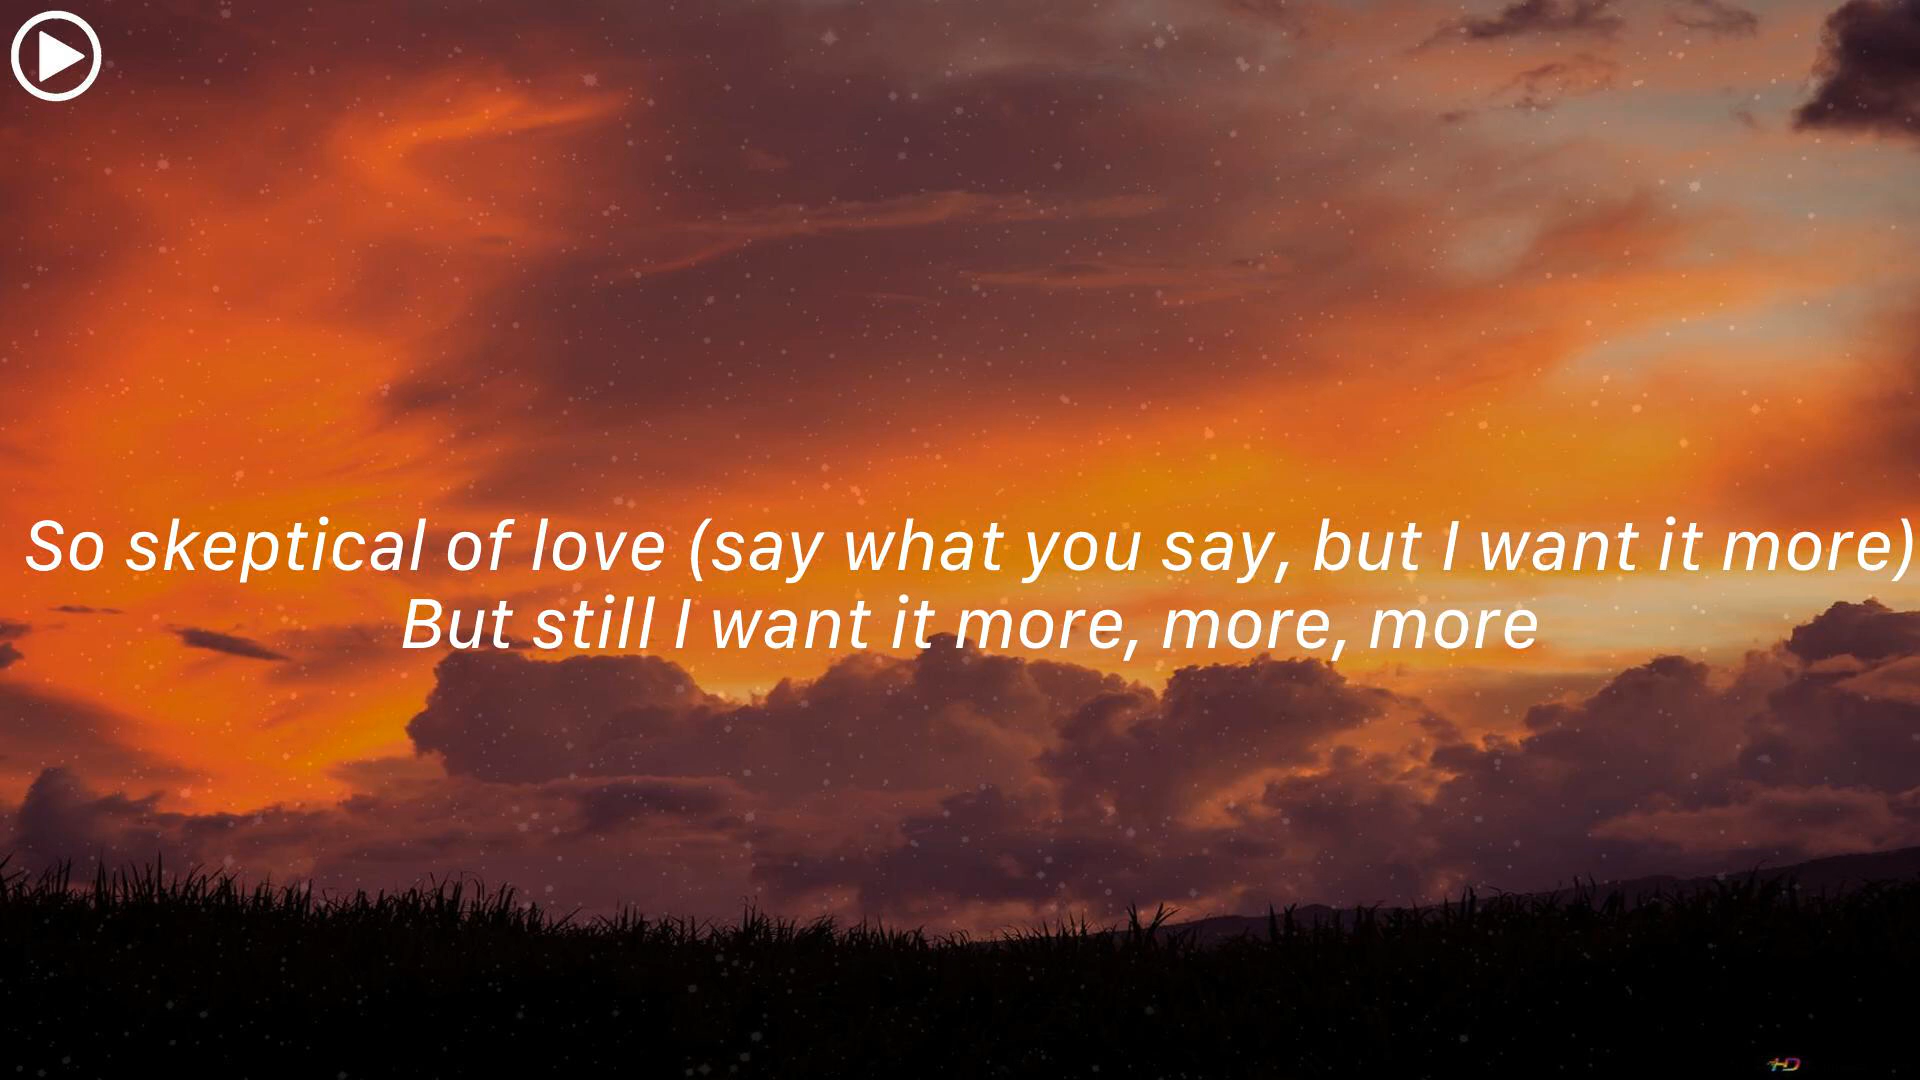 So skeptical of love (say what you say, but I want it more)
But still I want it more, more, more
HD